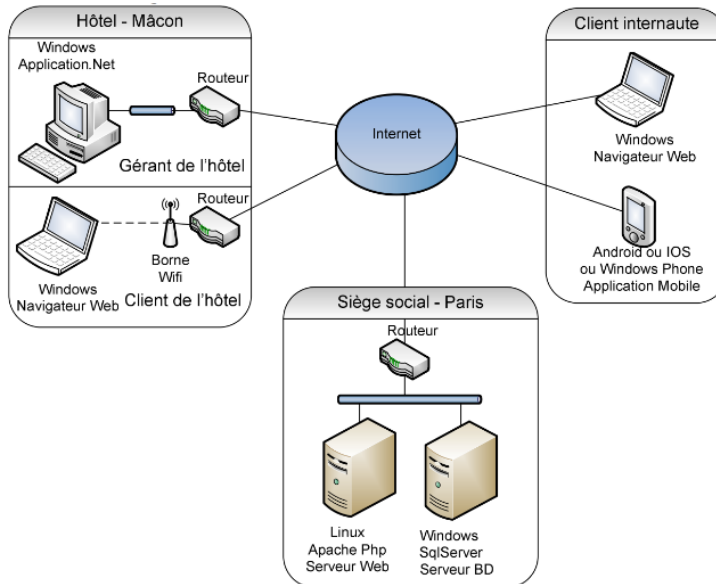 Hôtel - Mâcon
Windows
Application.Net
Routeur
Gérant de l'hôtel
Routeur
Borne
Wifi
Windows
Navigateur Web
Client de l'hôtel
Internet
Client internaute
Windows
Navigateur Web
Android ou IOS
ou Windows Phone
Application Mobile
Siège social - Paris
Routeur
Linux
Apache Php
Serveur Web
Windows
SqlServer
Serveur BD